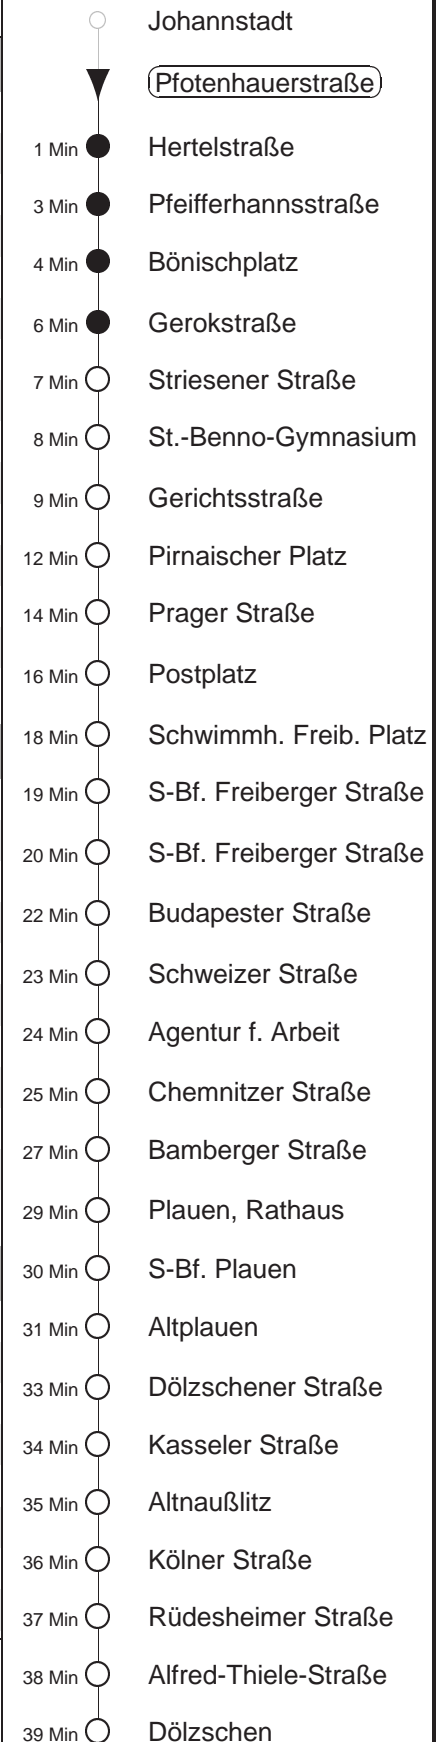 Johannstadt
Pfotenhauerstraße
1 Min Hertelstraße
3 Min Pfeifferhannsstraße
4 Min Bönischplatz
6 Min Gerokstraße
7 Min Striesener Straße
8 Min St.-Benno-Gymnasium
9 Min Gerichtsstraße
12 Min Pirnaischer Platz
14 Min Prager Straße
16 Min Postplatz
18 Min Schwimmh. Freib. Platz
19 Min S-Bf. Freiberger Straße
20 Min S-Bf. Freiberger Straße
22 Min Budapester Straße
23 Min Schweizer Straße
24 Min Agentur f. Arbeit
25 Min Chemnitzer Straße
27 Min Bamberger Straße
29 Min Plauen, Rathaus
30 Min S-Bf. Plauen
31 Min Altplauen
33 Min Dölzschener Straße
34 Min Kasseler Straße
35 Min Altnaußlitz
36 Min Kölner Straße
37 Min Rüdesheimer Straße
38 Min Alfred-Thiele-Straße
39 Min Dölzschen